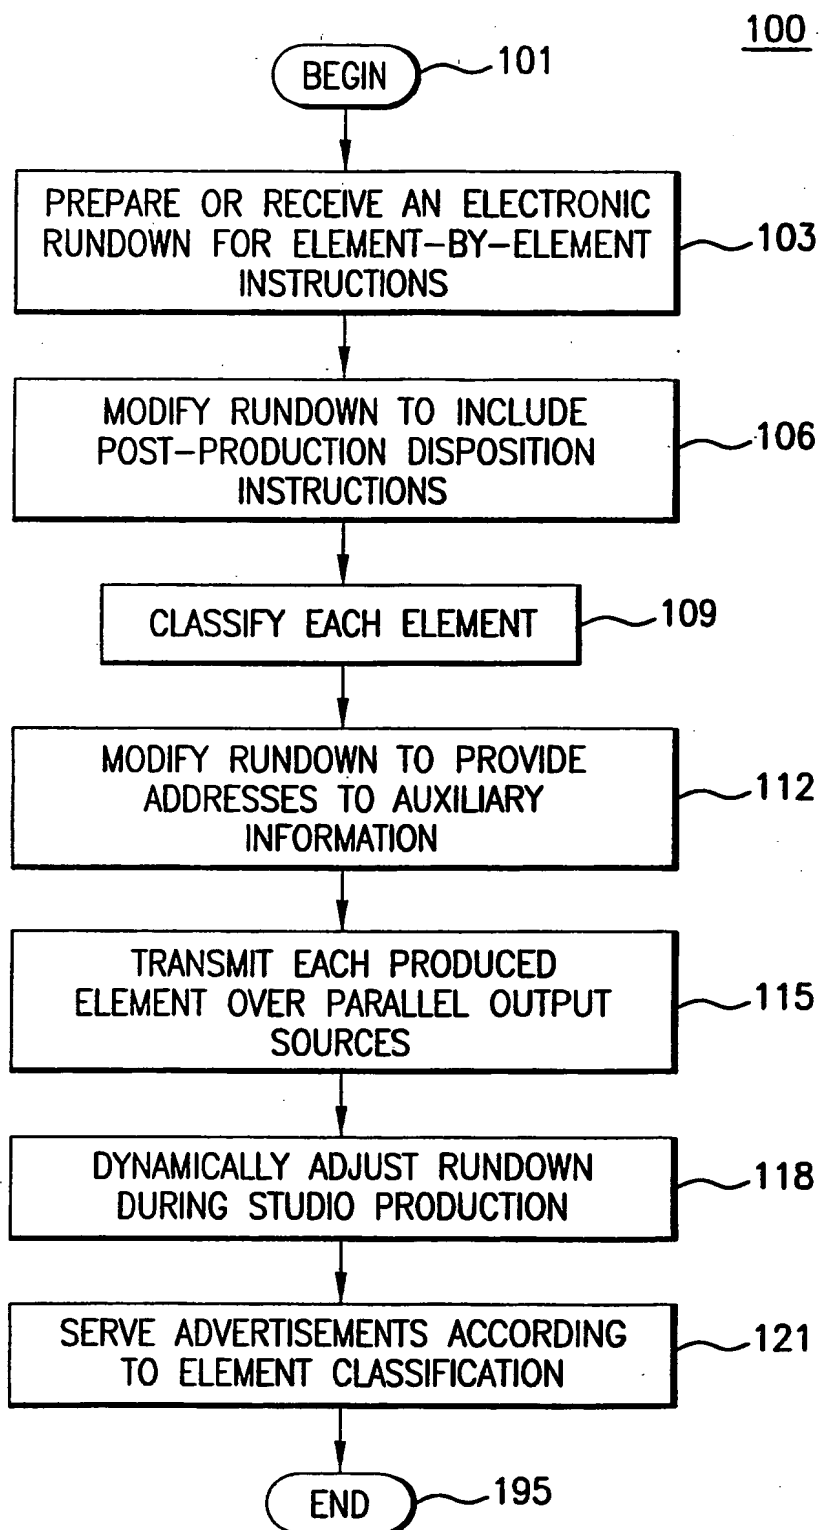 100
BEGIN
101
PREPARE OR RECEIVE AN ELECTRONIC
RUNDOWN FOR ELEMENT-BY-ELEMENT
INSTRUCTIONS
103
MODIFY RUNDOWN TO INCLUDE
POST-PRODUCTION DISPOSITION
INSTRUCTIONS
106
CLASSIFY EACH ELEMENT
109
MODIFY RUNDOWN TO PROVIDE
ADDRESSES TO AUXILIARY
INFORMATION
112
TRANSMIT EACH PRODUCED
ELEMENT OVER PARALLEL OUTPUT
SOURCES
115
DYNAMICALLY ADJUST RUNDOWN
DURING STUDIO PRODUCTION
118
SERVE ADVERTISEMENTS ACCORDING
TO ELEMENT CLASSIFICATION
121
END
195